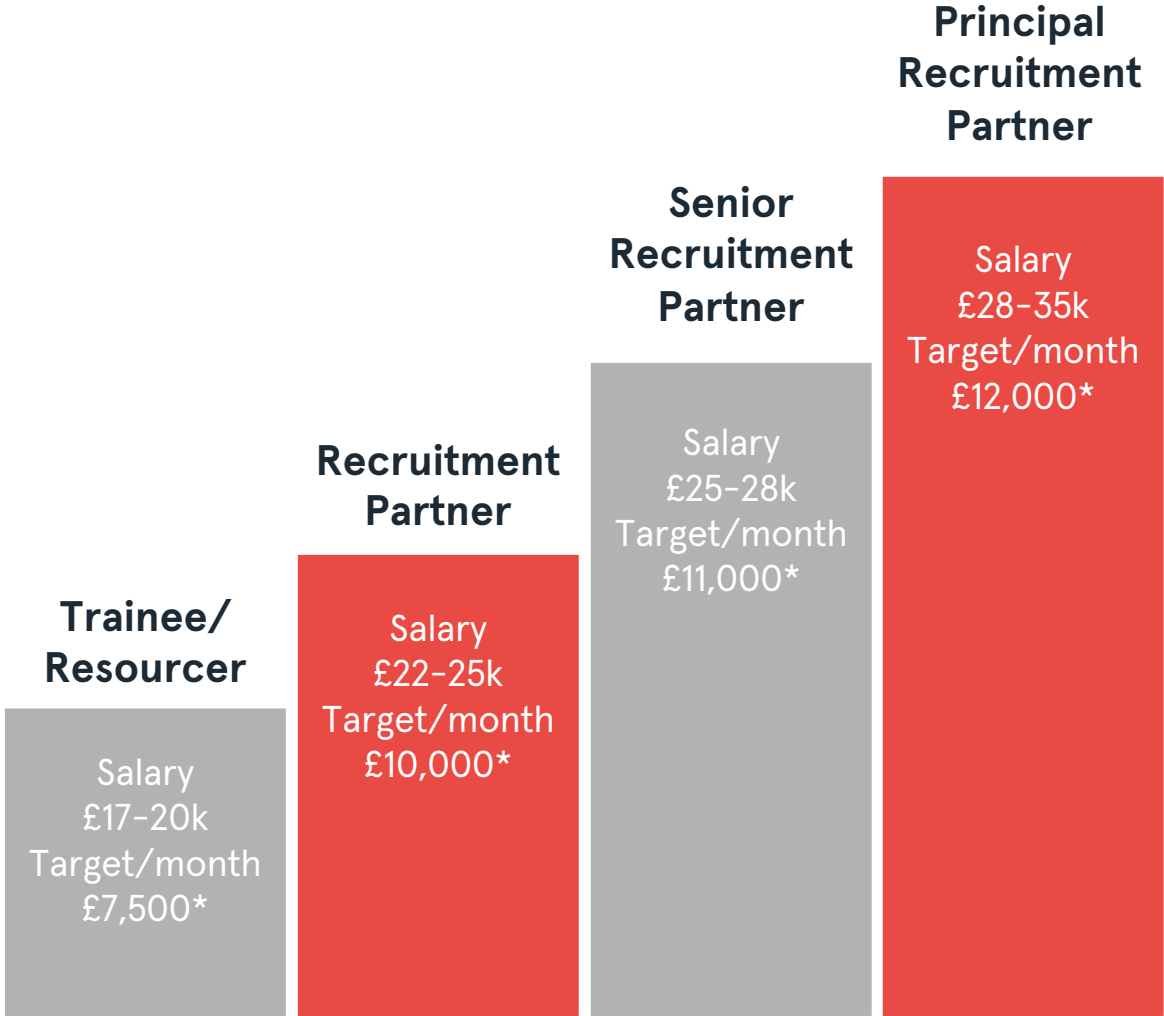 Trainee/
Resourcer
Salary
£17-20k
Target/month
£7,500*
Recruitment
Partner
Salary
£22-25k
Target/month
£10,000*
Senior
Recruitment
Partner
Salary
£25-28k
Target/month
£11,000*
Principal
Recruitment
Partner
Salary
£28-35k
Target/month
£12,000*